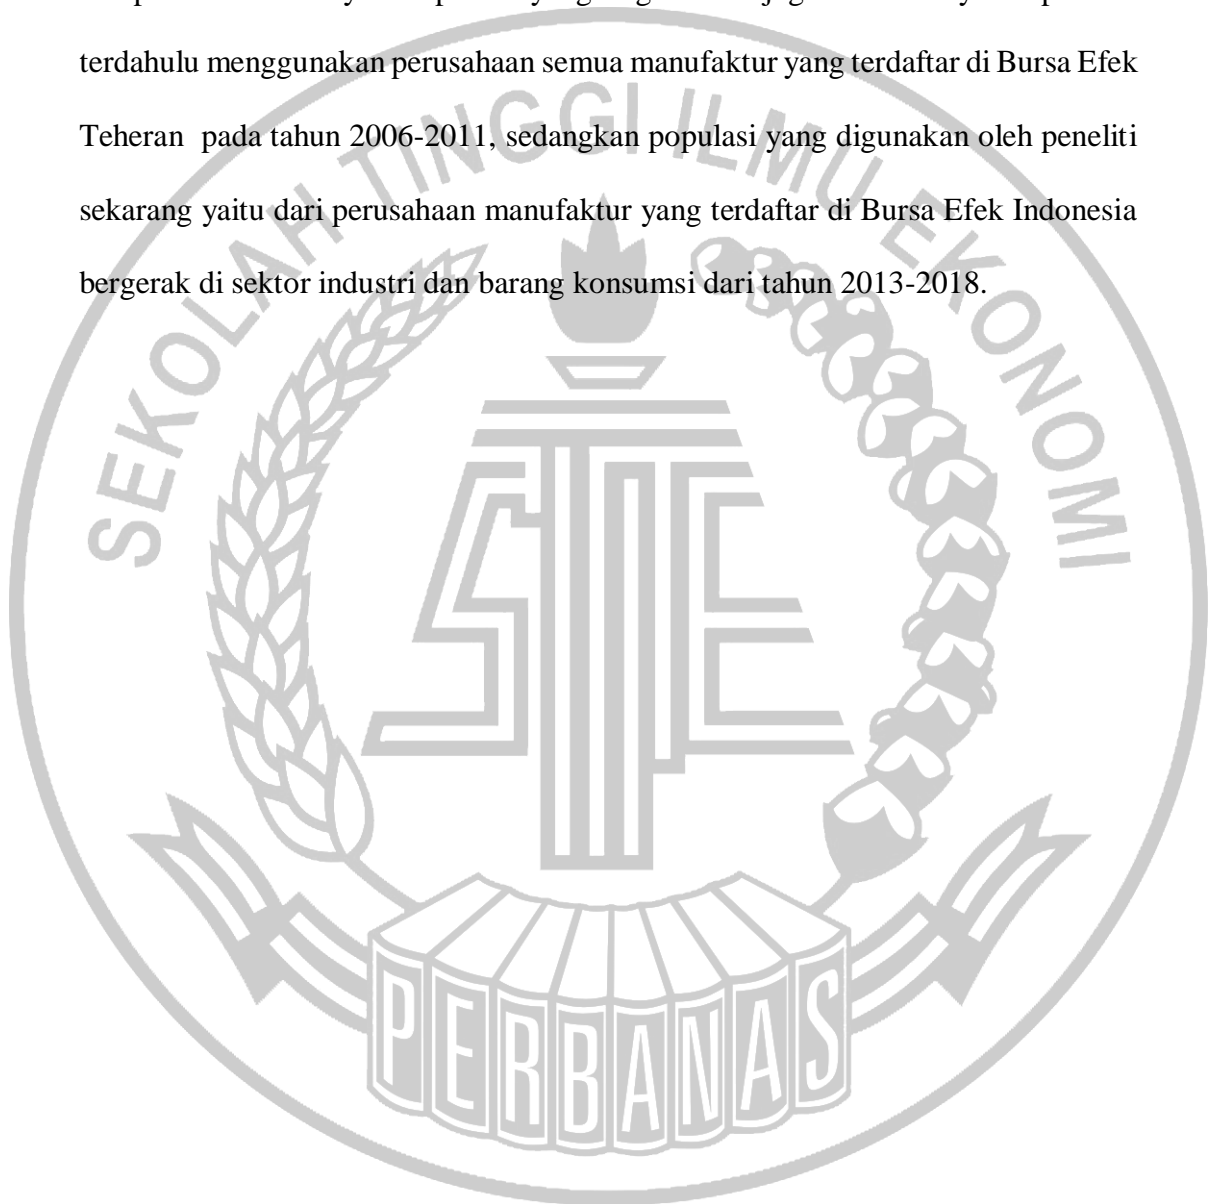 terdahulu menggunakan perusahaan semua manufaktur yang terdaftar di Bursa Efek
Teheran pada tahun 2006-2011, sedangkan populasi yang digunakan oleh peneliti
sekarang yaitu dari perusahaan manufaktur yang terdaftar di Bursa Efek Indonesia
bergerak di sektor industri dan barang konsumsi dari tahun 2013-2018.
SEKOLAH TINGGI ILMU EKONOMI
STIE
PERBANAS